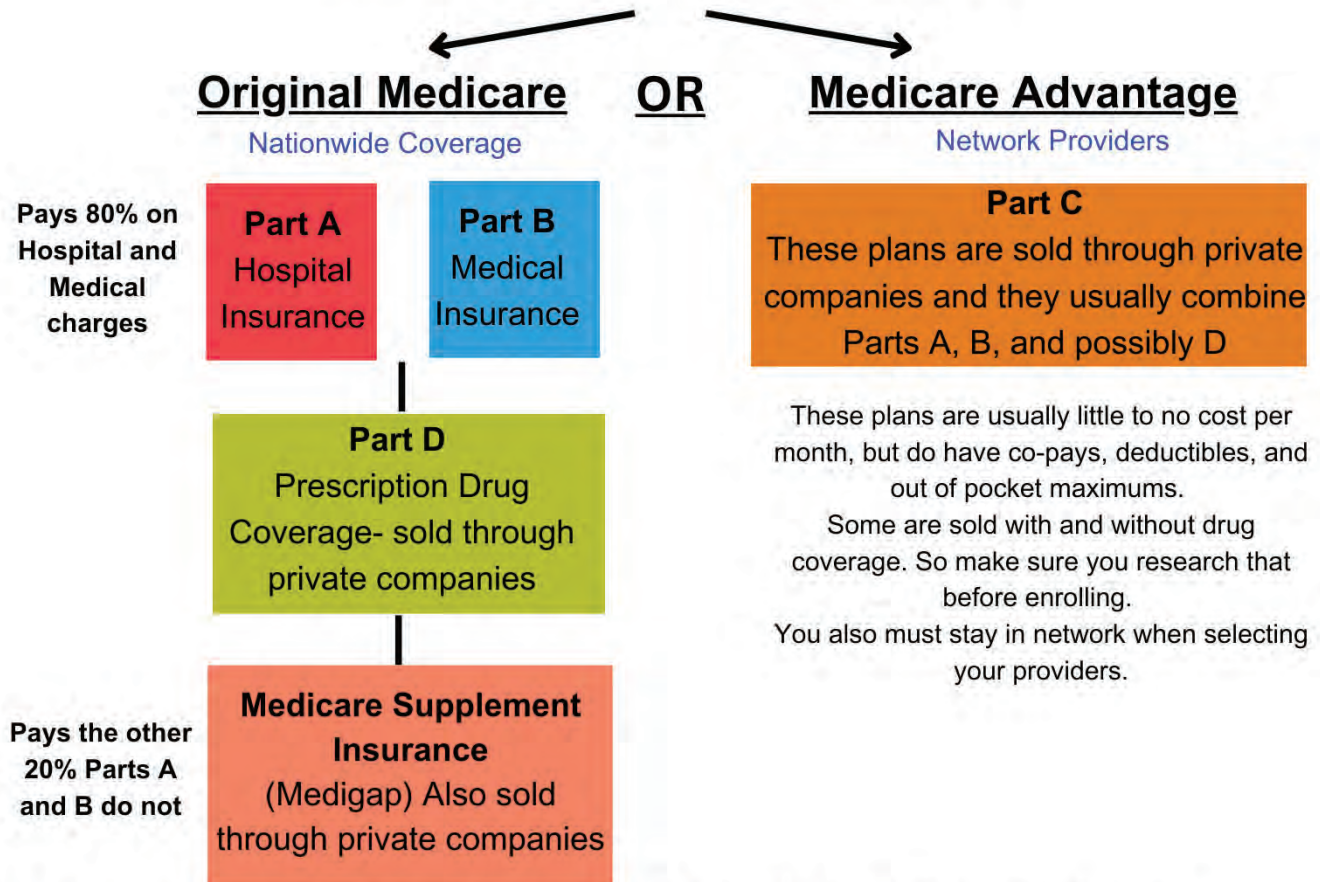 Original Medicare
OR
Medicare Advantage
Nationwide Coverage
Network Providers
Pays 80% on
Hospital and
Medical
charges
Part A
Hospital
Insurance
Part B
Medical
Insurance
Part C
These plans are sold through private
companies and they usually combine
Parts A, B, and possibly D
Part D
Prescription Drug
Coverage- sold through
private companies
These plans are usually little to no cost per
month, but do have co-pays, deductibles, and
out of pocket maximums.
Some are sold with and without drug
coverage. So make sure you research that
before enrolling.
You also must stay in network when selecting
your providers.
Pays the other
20% Parts A
and B do not
Medicare Supplement
Insurance
(Medigap) Also sold
through private companies